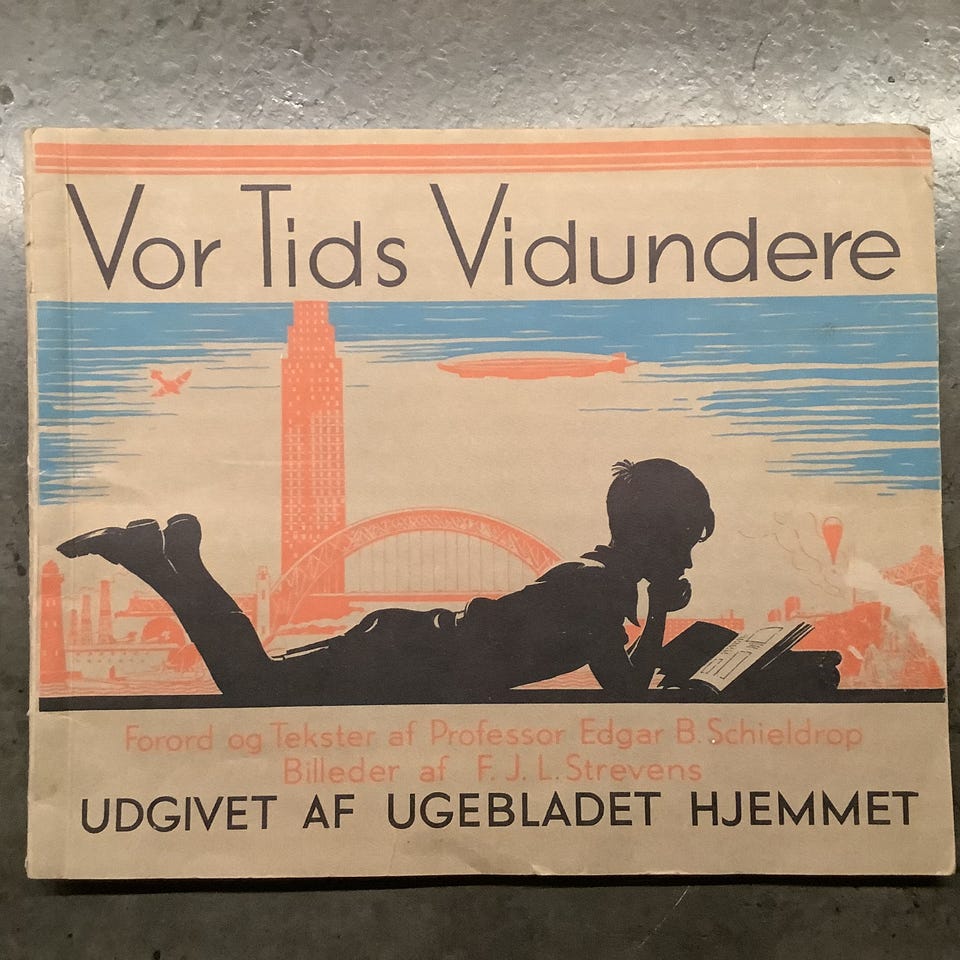 Vor Tids Vidundere
Forord og Tekster af Professor Edgar B. Schieldrop
Billeder af F. J. L. Strevens
UDGIVET AF UGEBLADET HJEMMET